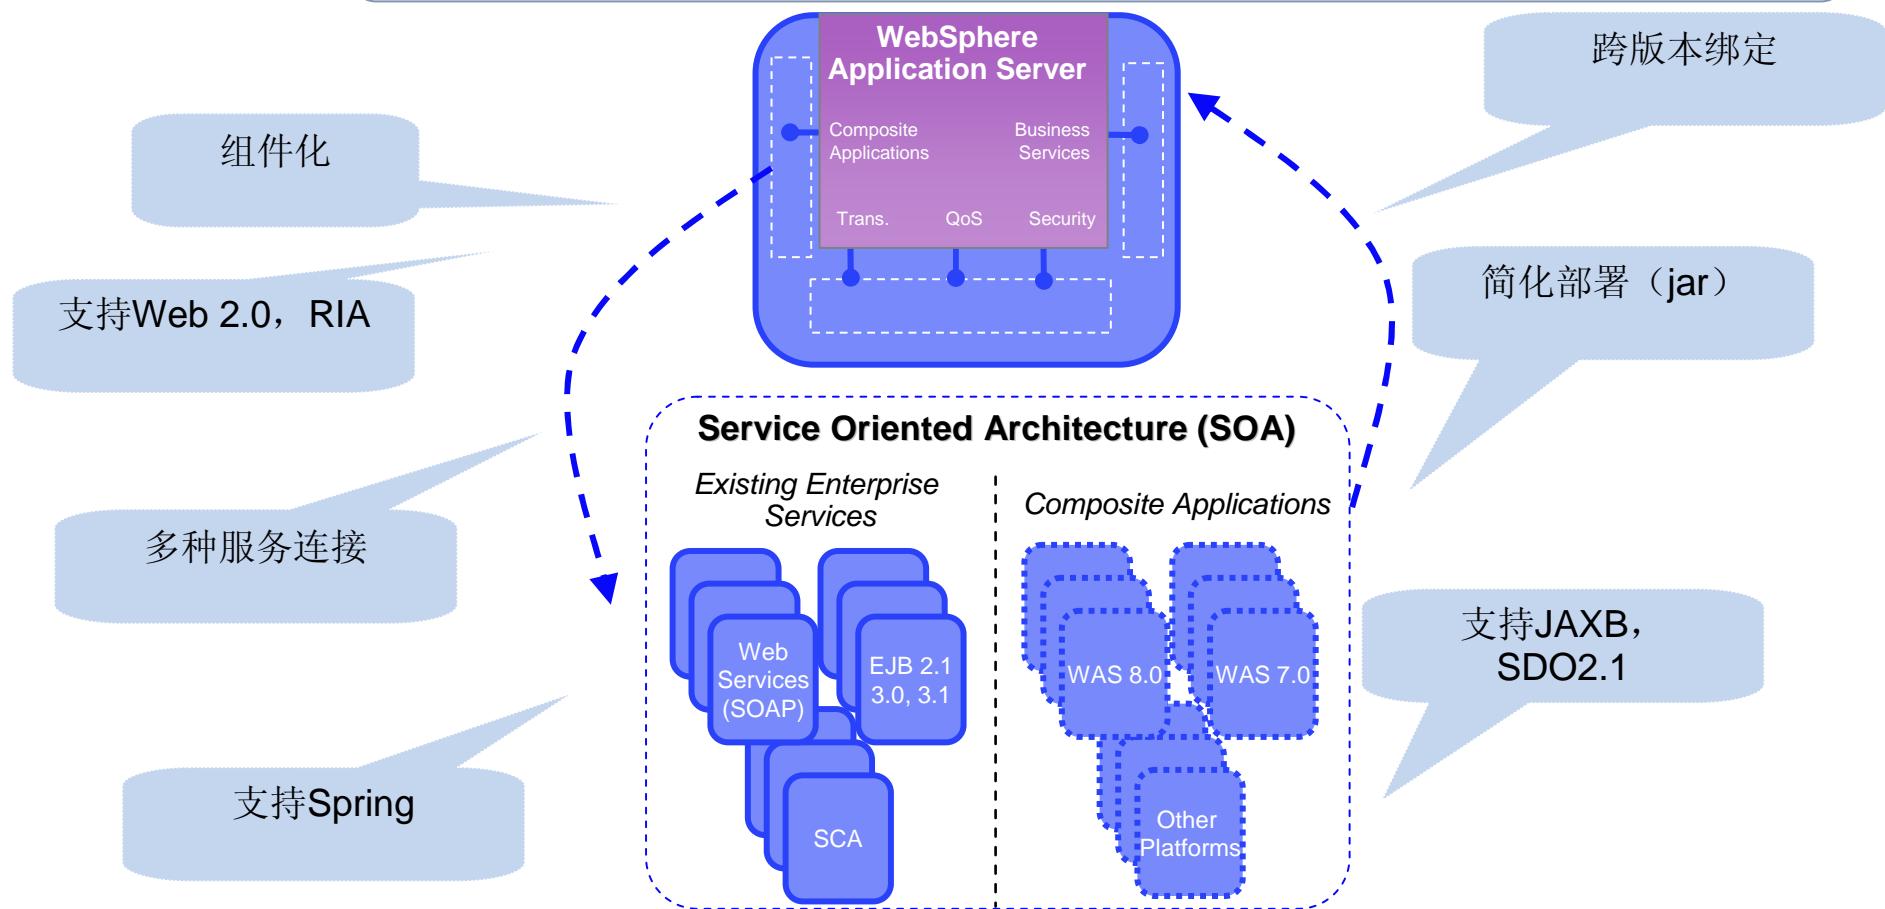 WebSphere
Application Server
跨版本绑定
组件化
Composite
Applications
Business
Services
Trans.
QoS
Security
支持Web 2.0，RIA
简化部署（jar）
Service Oriented Architecture (SOA)
Existing Enterprise
Services
Composite Applications
多种服务连接
Web
Services
(SOAP)
EJB 2.1
3.0, 3.1
WAS 8.0
WAS 7.0
支持JAXB，
SDO2.1
支持Spring
SCA
Other
Platforms